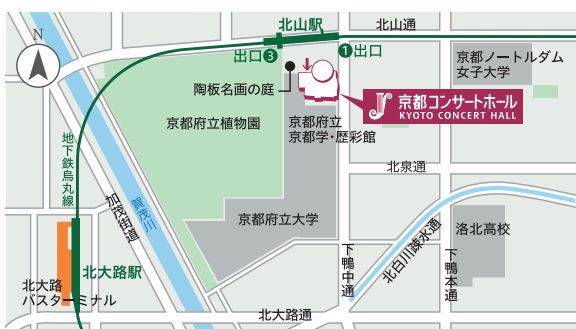 N
北山駅
北山通
出口❸
❶出口
京都ノートルダム
女子大学
陶板名画の庭
京都コンサートホール
KYOTO CONCERT HALL
京都府立植物園
京都府立
京都学・歴彩館
地下鉄烏丸線
北泉通
加茂街道
賀茂川
京都府立大学
洛北高校
北白川疎水通
下鴨中通
下鴨本通
北大路駅
北大路
バスターミナル
北大路通